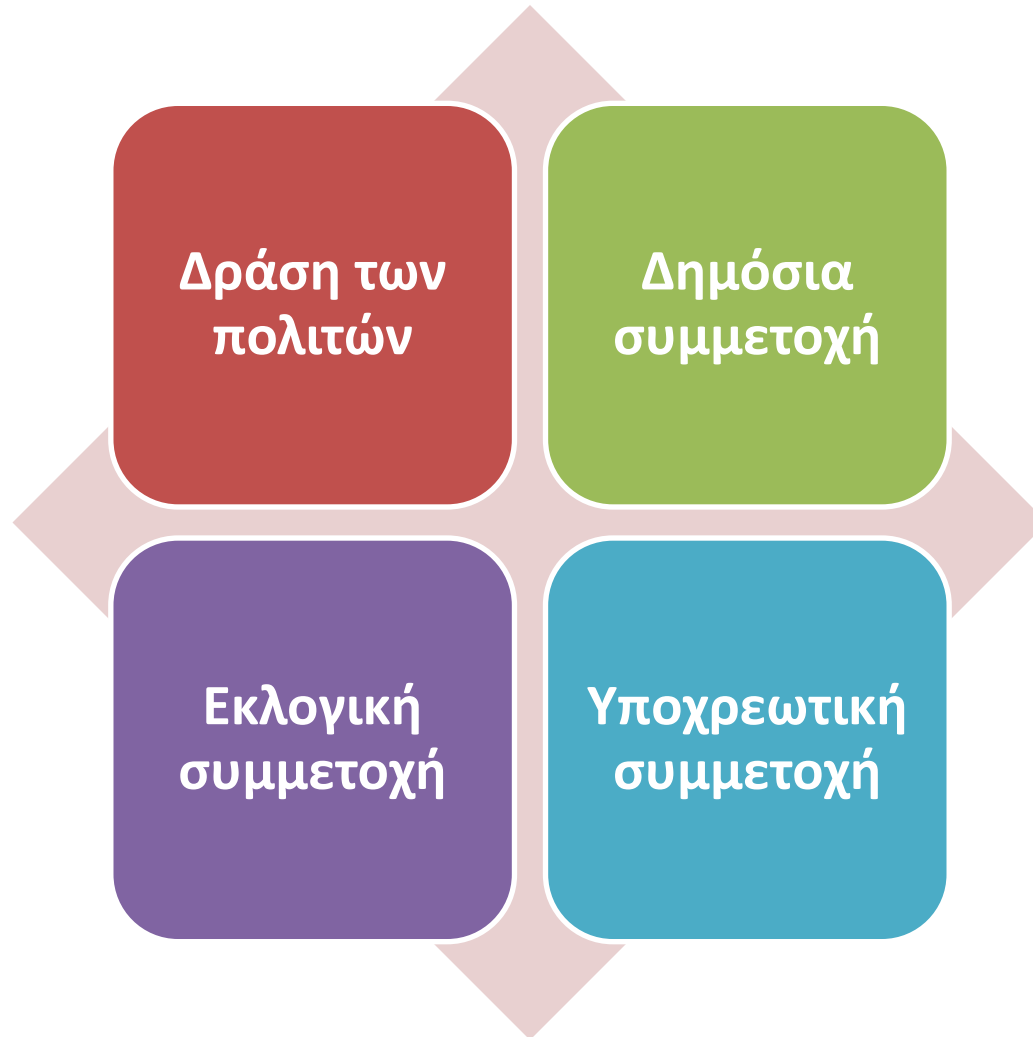 Δράση των
πολιτών
Δημόσια
συμμετοχή
Εκλογική
συμμετοχή
Υποχρεωτική
συμμετοχή